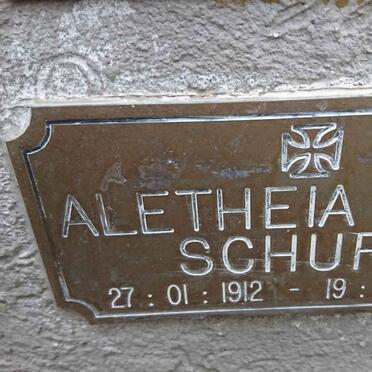 ALETHEIA
SCHUR
27 : 01 : 1912 - 19 :